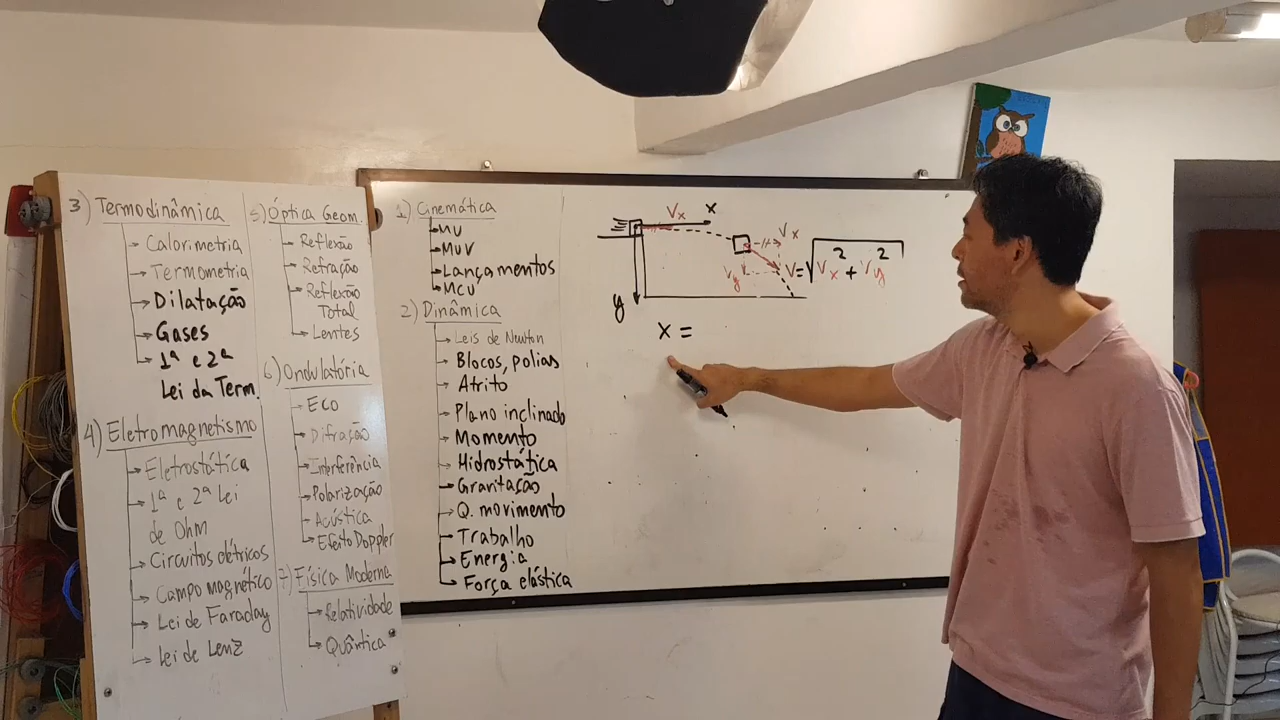 3) Termodinâmica
Calorimetria
Termometria
Dilatação
Gases
1ª e 2ª
Lei da Term.
4) Eletromagnetismo
Eletrostática
1ª e 2ª Lei
de Ohm
Circuitos elétricos
Campo magnético
Lei de Faraday
Lei de Lenz
5) Óptica Geom.
Reflexão
Refração
Reflexão
Total
Lentes
6) Ondulatória
Eco
Difração
Interferência
Polarização
Acústica
Efeito Doppler
7) Física Moderna
Relatividade
Quântica
1) Cinemática
MU
MUV
Lançamentos
MCU
2) Dinâmica
Leis de Newton
Blocos, polias
Atrito
Plano inclinado
Momento
Hidrostática
Gravitação
Q. movimento
Trabalho
Energia
Força elástica
Vx
x
Vx
Vy
V=√Vx²+Vy²
y
x =